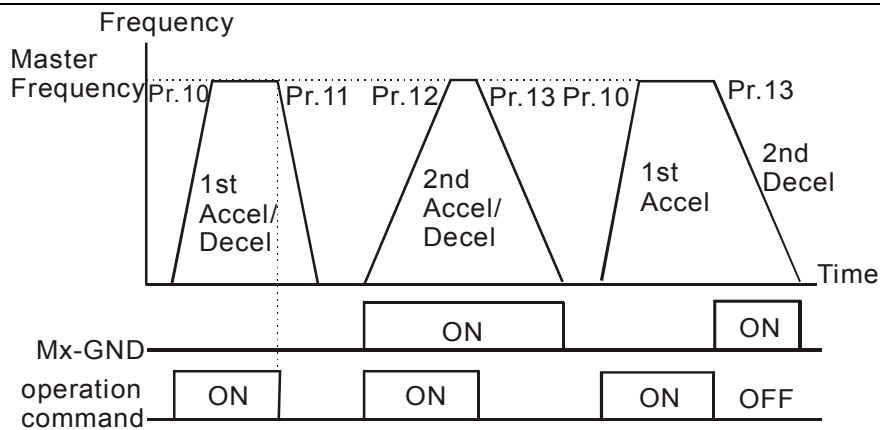 Frequency
Master
Frequency
Pr.10
Pr.11
Pr.12
Pr.13
Pr.10
Pr.13
1st
Accel/
Decel
2nd
Accel/
Decel
1st
Accel
2nd
Decel
Time
Mx-GND
ON
ON
operation
command
ON
ON
ON
OFF